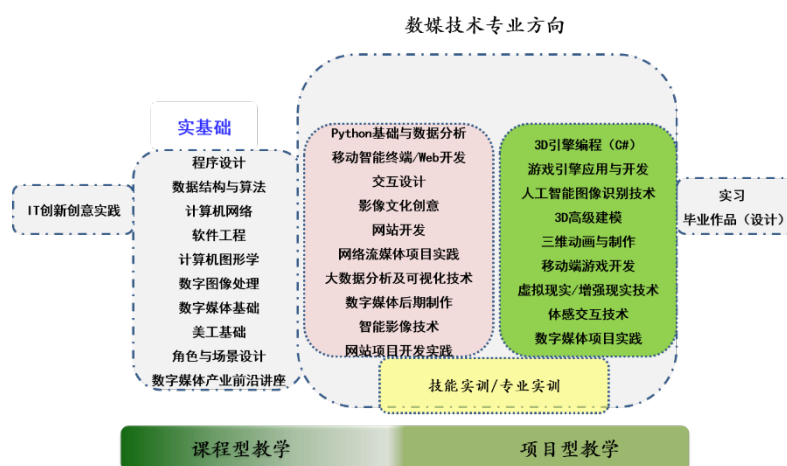 数媒技术专业方向
实基础
程序设计
数据结构与算法
计算机网络
软件工程
计算机图形学
数字图像处理
数字媒体基础
美工基础
角色与场景设计
数字媒体产业前沿讲座
IT创新创意实践
Python基础与数据分析
移动智能终端/Web开发
交互设计
影像文化创意
网站开发
网络流媒体项目实践
大数据分析及可视化技术
数字媒体后期制作
智能影像技术
网站项目开发实践
3D引擎编程（C#）
游戏引擎应用与开发
人工智能图像识别技术
3D高级建模
三维动画与制作
移动端游戏开发
虚拟现实/增强现实技术
体感交互技术
数字媒体项目实践
实习
毕业作品（设计）
技能实训/专业实训
课程型教学
项目型教学